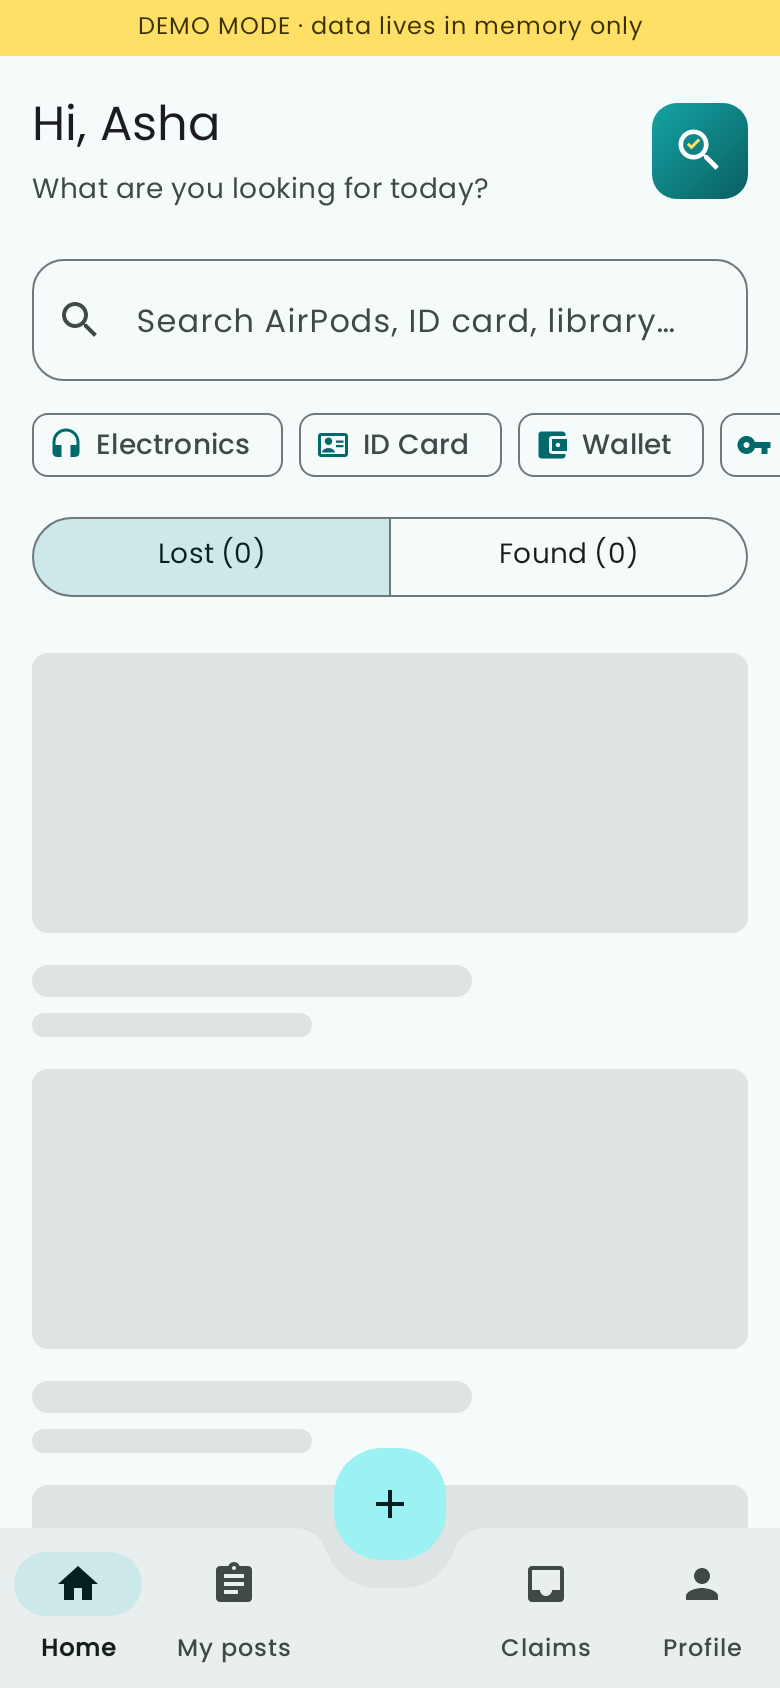 DEMO MODE · data lives in memory only
Hi, Asha
What are you looking for today?
Search AirPods, ID card, library…
Electronics
ID Card
Wallet
Lost (0)
Found (0)
Home
My posts
Claims
Profile